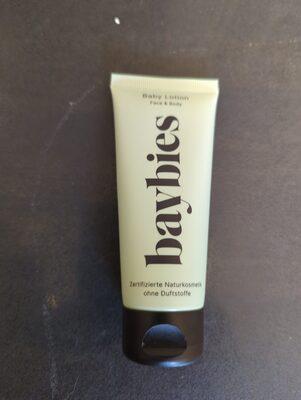 Baby Lotion
Face & Body
baybies
Zertifizierte Naturkosmetik
ohne Duftstoffe